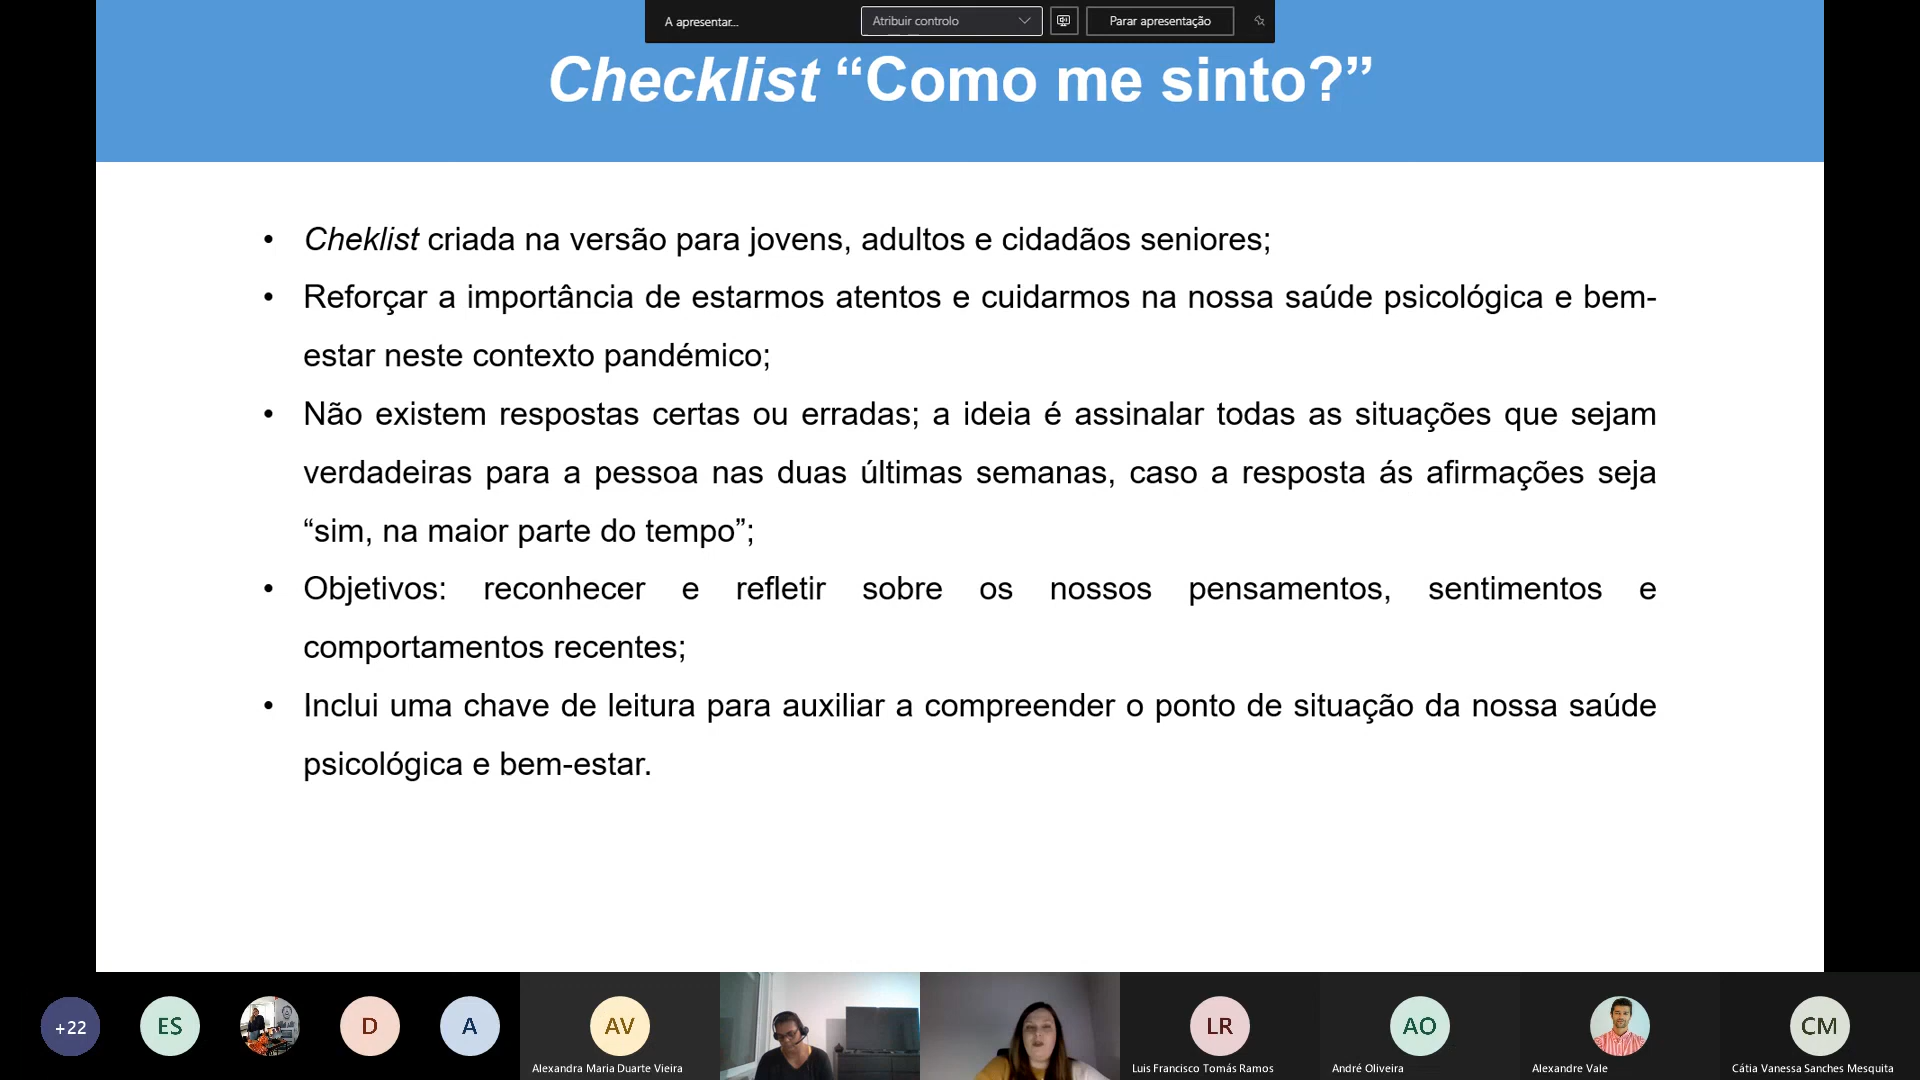 A apresentar...
Atribuir controlo
Parar apresentação
Checklist “Como me sinto?”
• Cheklist criada na versão para jovens, adultos e cidadãos seniores;
• Reforçar a importância de estarmos atentos e cuidarmos na nossa saúde psicológica e bem-
estar neste contexto pandémico;
• Não existem respostas certas ou erradas; a ideia é assinalar todas as situações que sejam
verdadeiras para a pessoa nas duas últimas semanas, caso a resposta ás afirmações seja
“sim, na maior parte do tempo”;
• Objetivos: reconhecer e refletir sobre os nossos pensamentos, sentimentos e
comportamentos recentes;
• Inclui uma chave de leitura para auxiliar a compreender o ponto de situação da nossa saúde
psicológica e bem-estar.
+22
ES
D
A
AV
LR
AO
CM
Alexandra Maria Duarte Vieira
Luis Francisco Tomás Ramos
André Oliveira
Alexandre Vale
Cátia Vanessa Sanches Mesquita